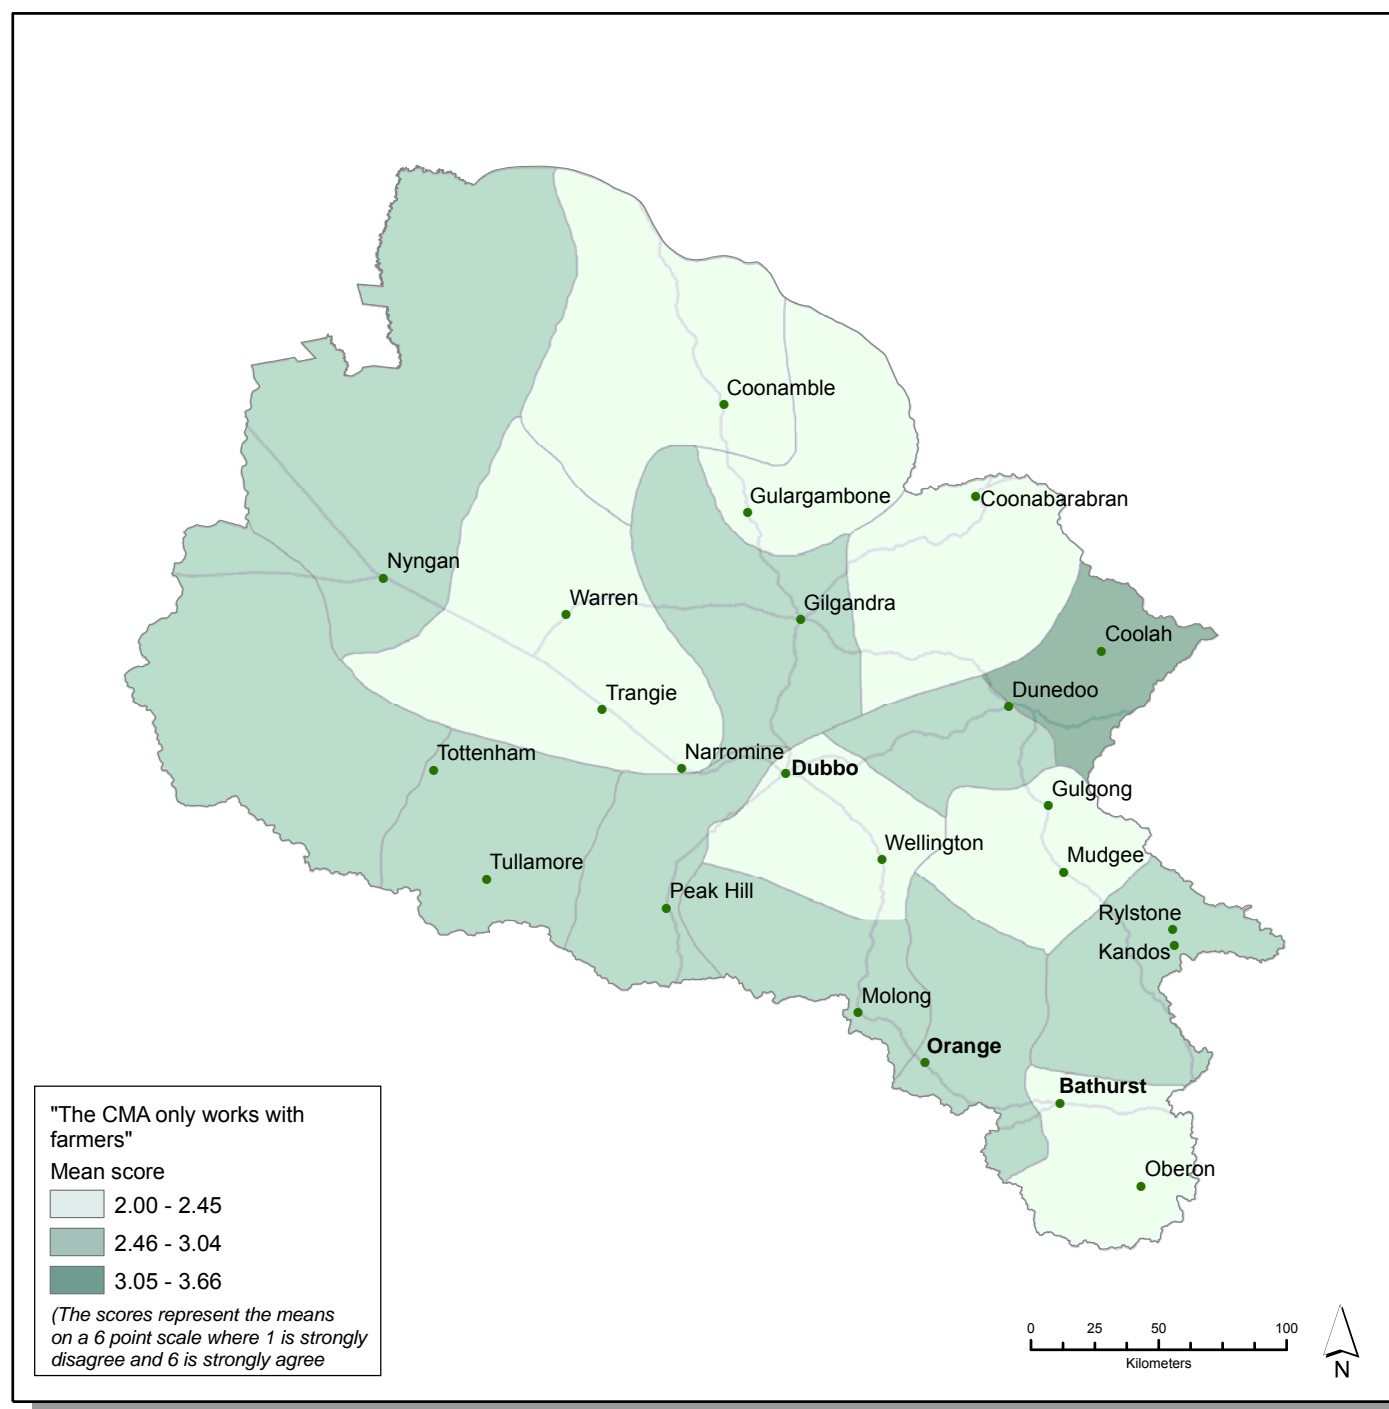 Coonamble
Gulargambone
Coonabarabran
Nyngan
Warren
Gilgandra
Coolah
Trangie
Dunedoo
Tottenham
Narromine
Dubbo
Gulgong
Wellington
Mudgee
Tullamore
Peak Hill
Rylstone
Kandos
Molong
Orange
Bathurst
Oberon
"The CMA only works with
farmers"
Mean score
2.00 - 2.45
2.46 - 3.04
3.05 - 3.66
(The scores represent the means
on a 6 point scale where 1 is strongly
disagree and 6 is strongly agree
0 25 50 100
Kilometers
N